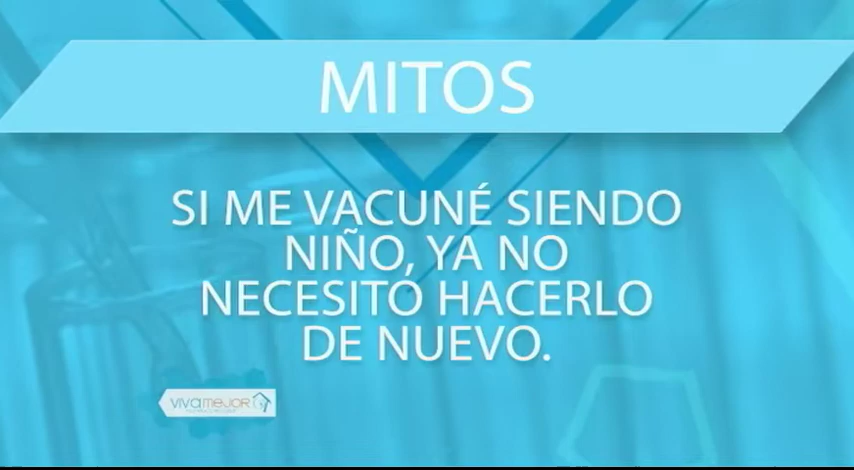 MITOS
SI ME VACUNÉ SIENDO
NIÑO, YA NO
NECESITO HACERLO
DE NUEVO.
vivamejor